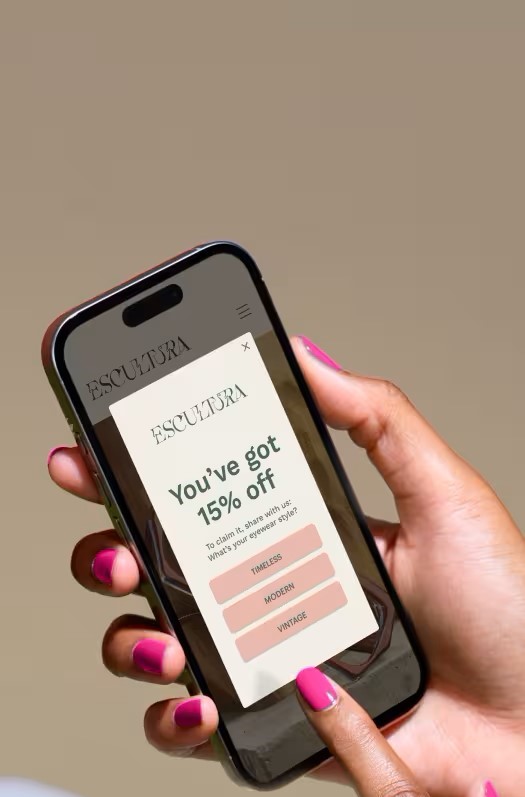 ESCULTURA
ESCULTURA
You've got
15% off
To claim it, share with us:
What's your eyewear style?
TIMELESS
MODERN
VINTAGE